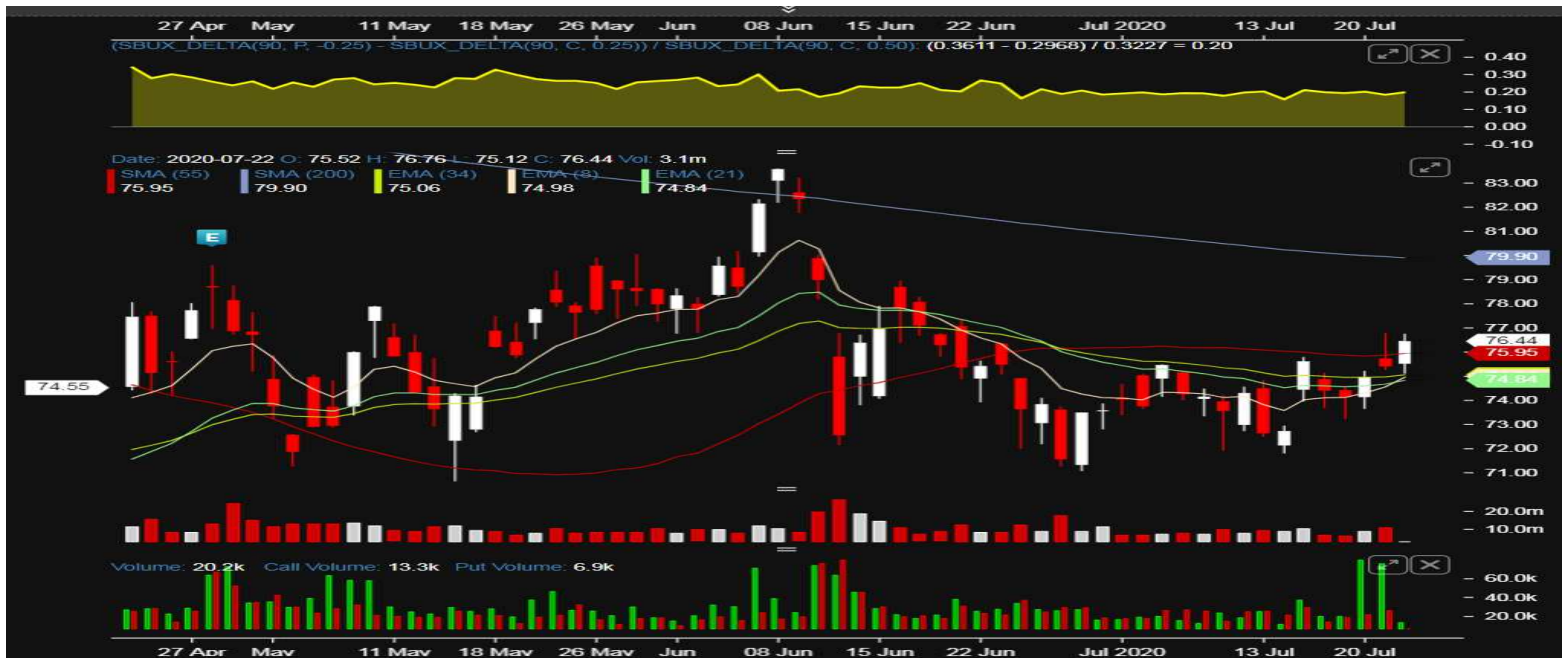 27 Apr May 11 May 18 May 26 May Jun 08 Jun 15 Jun 22 Jun Jul 2020 13 Jul 20 Jul
(SBUX_DELTA(90, P, -0.25) - SBUX_DELTA(90, C, 0.25)) / SBUX_DELTA(90, C, 0.50): (0.3611 - 0.2968) / 0.3227 = 0.20
0.40
0.30
0.20
0.10
0.00
-0.10
Date: 2020-07-22 O: 75.52 H: 76.76 L: 75.12 C: 76.44 Vol: 3.1m
SMA (55) SMA (200) EMA (34) EMA (8) EMA (21)
75.95 79.90 75.06 74.98 74.84
83.00
82.00
E
81.00
79.90
79.00
78.00
77.00
76.44
75.95
74.84
74.55
74.00
73.00
72.00
71.00
20.0m
10.0m
Volume: 20.2k Call Volume: 13.3k Put Volume: 6.9k
60.0k
40.0k
20.0k
27 Apr May 11 May 18 May 26 May Jun 08 Jun 15 Jun 22 Jun Jul 2020 13 Jul 20 Jul